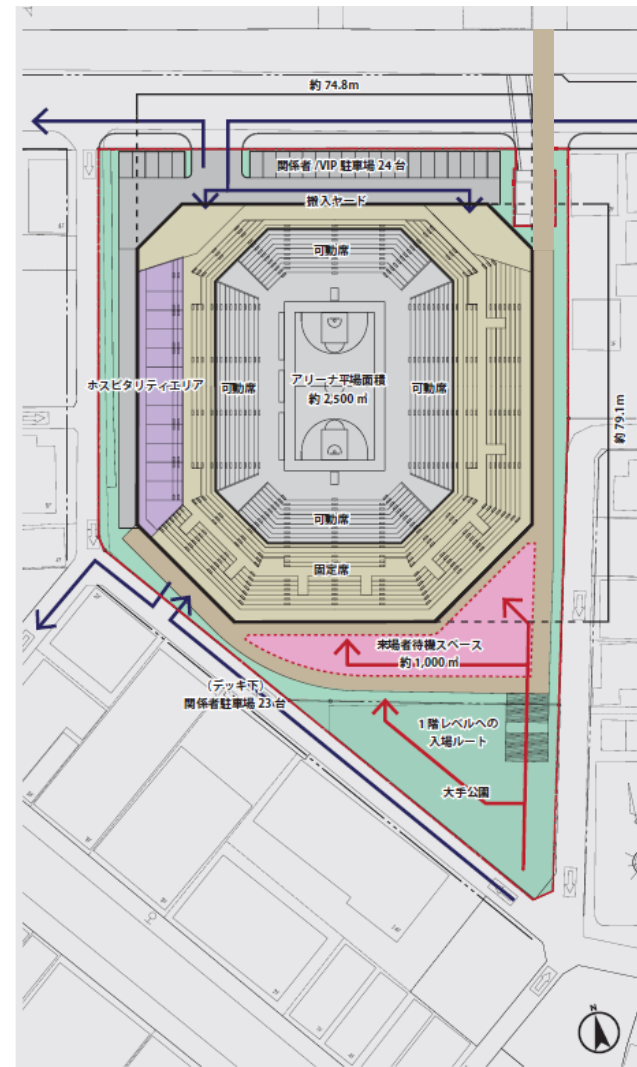 約 74.8m
関係者 /VIP 駐車場 24 台
搬入ヤード
可動席
ホスピタリティエリア
可動席
アリーナ平場面積
約 2,500 ㎡
可動席
約 79.1m
可動席
固定席
来場者待機スペース
約 1,000 ㎡
（デッキ下）
関係者駐車場 23 台
1 階レベルへの
入場ルート
大手公園
N